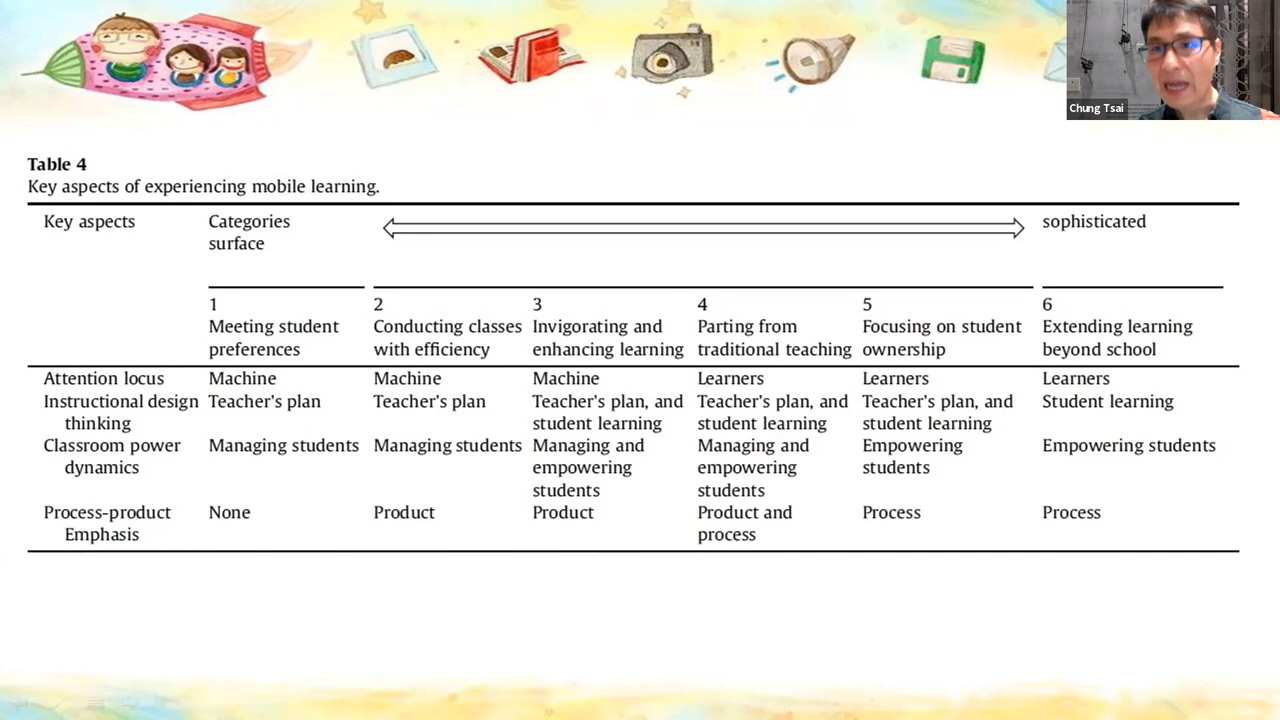 Chung Tsai
Table 4
Key aspects of experiencing mobile learning.
Key aspects Categories sophisticated
surface
1 2 3 4 5 6
Meeting student Conducting classes Invigorating and Parting from Focusing on student Extending learning
preferences with efficiency enhancing learning traditional teaching ownership beyond school
Attention locus Machine Machine Machine Learners Learners Learners
Instructional design Teacher's plan Teacher's plan Teacher's plan, and Teacher's plan, and Teacher's plan, and Student learning
thinking student learning student learning student learning
Classroom power Managing students Managing students Managing and Managing and Empowering Empowering students
dynamics empowering empowering students
students students
Process-product None Product Product Product and Process Process
Emphasis process